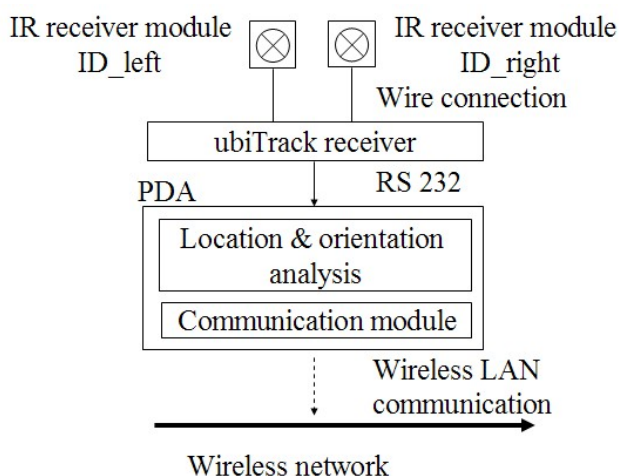 IR receiver module
ID_left
IR receiver module
ID_right
Wire connection
ubiTrack receiver
RS 232
PDA
Location & orientation
analysis
Communication module
Wireless LAN
communication
Wireless network